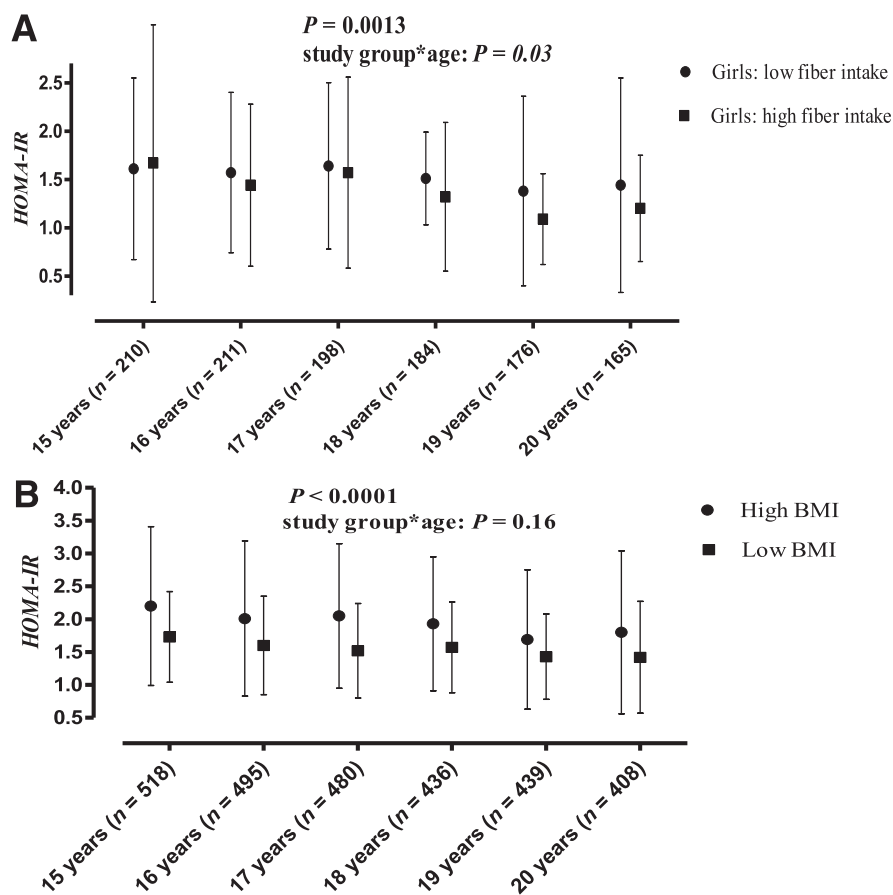 A
P = 0.0013
study group*age: P = 0.03
Girls: low fiber intake
Girls: high fiber intake
HOMA-IR
2.5
2.0
1.5
1.0
0.5
15 years (n = 210)
16 years (n = 211)
17 years (n = 198)
18 years (n = 184)
19 years (n = 176)
20 years (n = 165)
B
P < 0.0001
study group*age: P = 0.16
High BMI
Low BMI
HOMA-IR
4.0
3.5
3.0
2.5
2.0
1.5
1.0
0.5
15 years (n = 518)
16 years (n = 495)
17 years (n = 480)
18 years (n = 436)
19 years (n = 439)
20 years (n = 408)